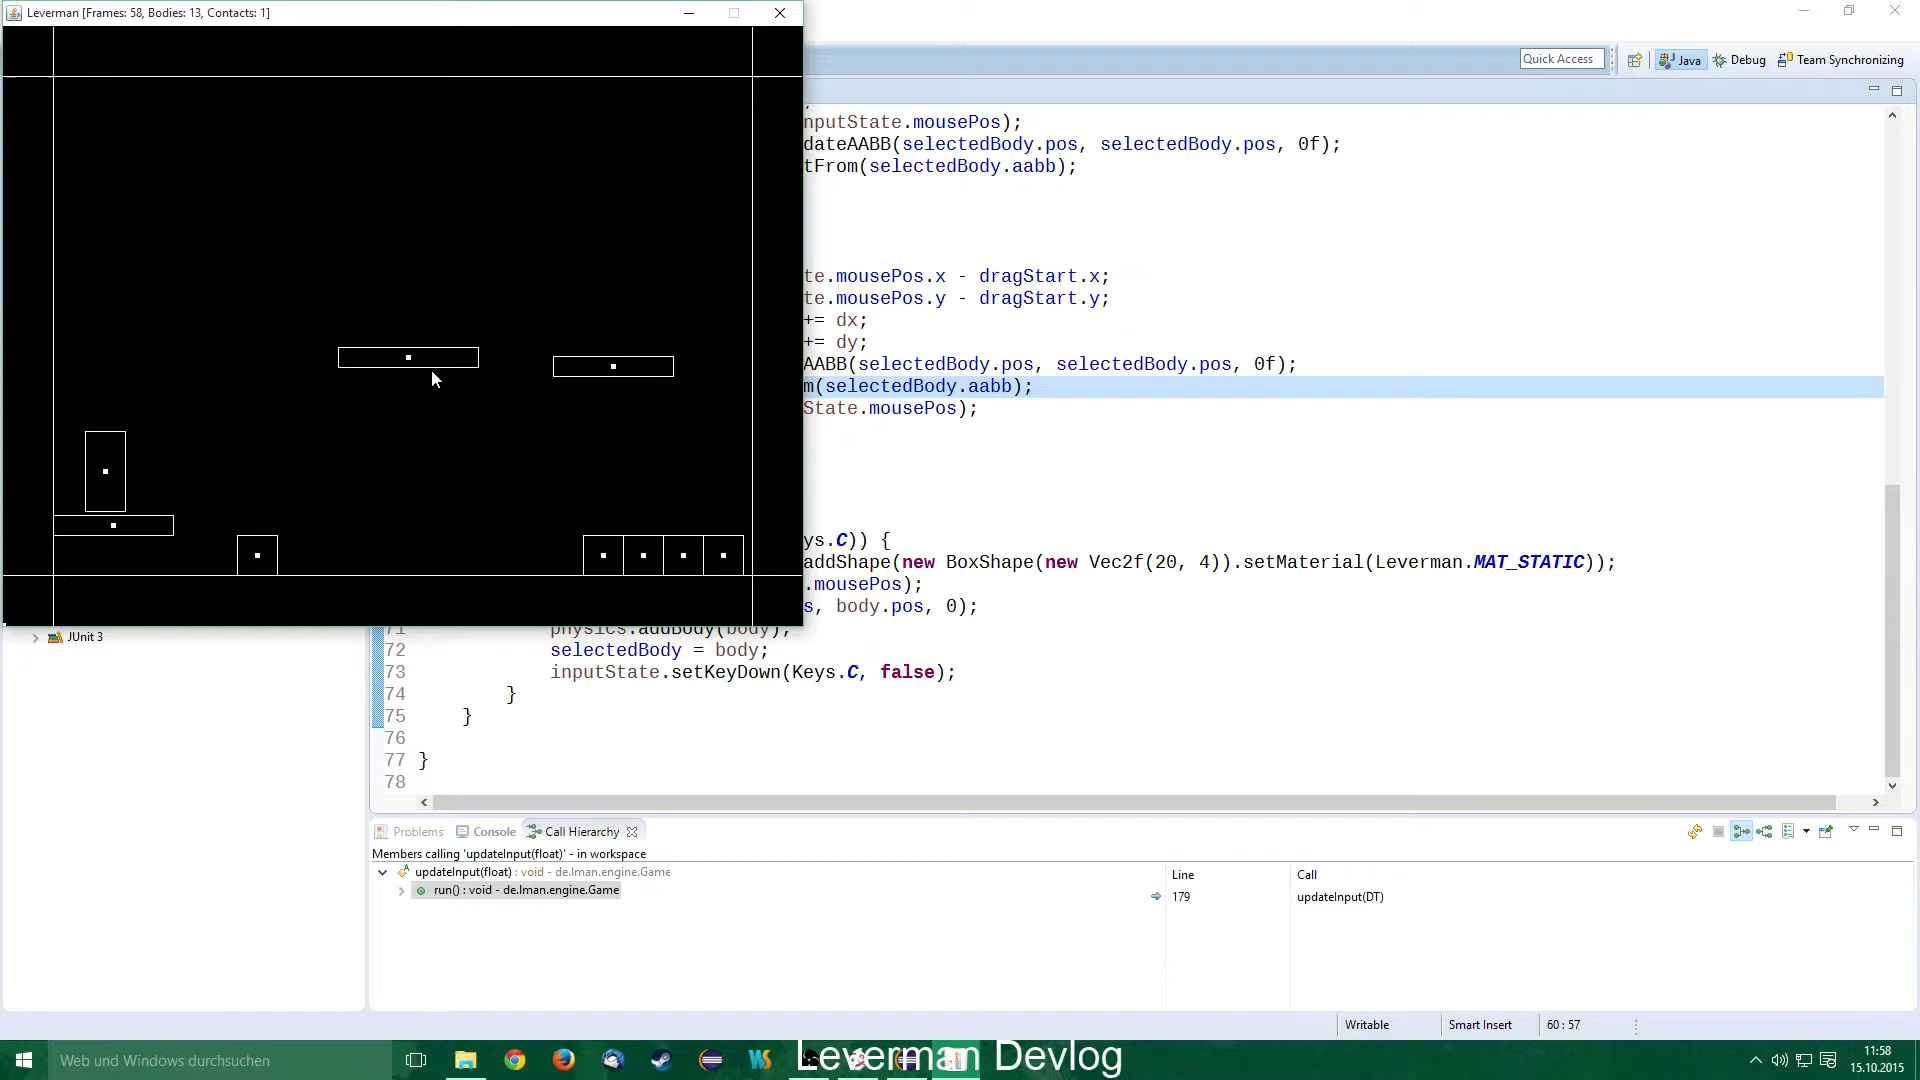 Leverman [Frames: 58, Bodies: 13, Contacts: 1]
Quick Access
Java
Debug
Team Synchronizing
nputState.mousePos);
dateAABB(selectedBody.pos, selectedBody.pos, 0f);
tFrom(selectedBody.aabb);
te.mousePos.x - dragStart.x;
te.mousePos.y - dragStart.y;
+= dx;
+= dy;
AABB(selectedBody.pos, selectedBody.pos, 0f);
m(selectedBody.aabb);
State.mousePos);
ys.C)) {
addShape(new BoxShape(new Vec2f(20, 4)).setMaterial(Leverman.MAT_STATIC));
.mousePos);
s, body.pos, 0);
JUnit 3
71 physics.addBody(body);
72 selectedBody = body;
73 inputState.setKeyDown(Keys.C, false);
74 }
75 }
76
77 }
78
Problems
Console
Call Hierarchy
Members calling 'updateInput(float)' - in workspace
updateInput(float) : void - de.lman.engine.Game
run() : void - de.lman.engine.Game
Line
Call
179
updateInput(DT)
Writable
Smart Insert
60 : 57
Web und Windows durchsuchen
Leverman Devlog
11:58
15.10.2015